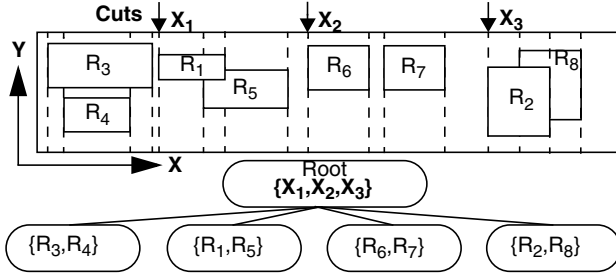 Cuts X1 X2 X3
Y
R3 R1 R6 R7 R8
R4 R5 R2
X
Root
{X1,X2,X3}
{R3,R4} {R1,R5} {R6,R7} {R2,R8}